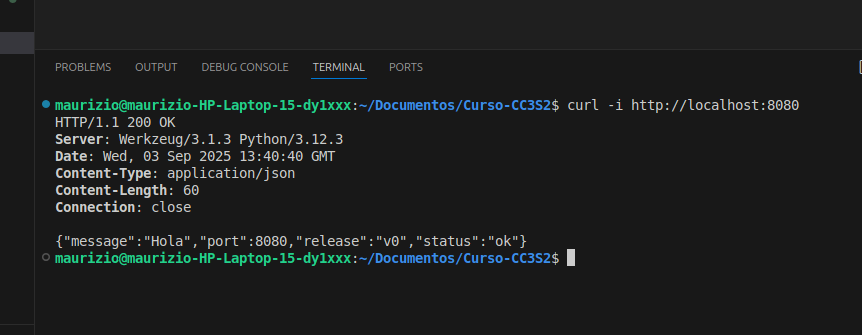 PROBLEMS OUTPUT DEBUG CONSOLE TERMINAL PORTS
maurizio@maurizio-HP-Laptop-15-dy1xxx:~/Documentos/Curso-CC3S2$ curl -i http://localhost:8080
HTTP/1.1 200 OK
Server: Werkzeug/3.1.3 Python/3.12.3
Date: Wed, 03 Sep 2025 13:40:40 GMT
Content-Type: application/json
Content-Length: 60
Connection: close

{"message":"Hola","port":8080,"release":"v0","status":"ok"}
maurizio@maurizio-HP-Laptop-15-dy1xxx:~/Documentos/Curso-CC3S2$